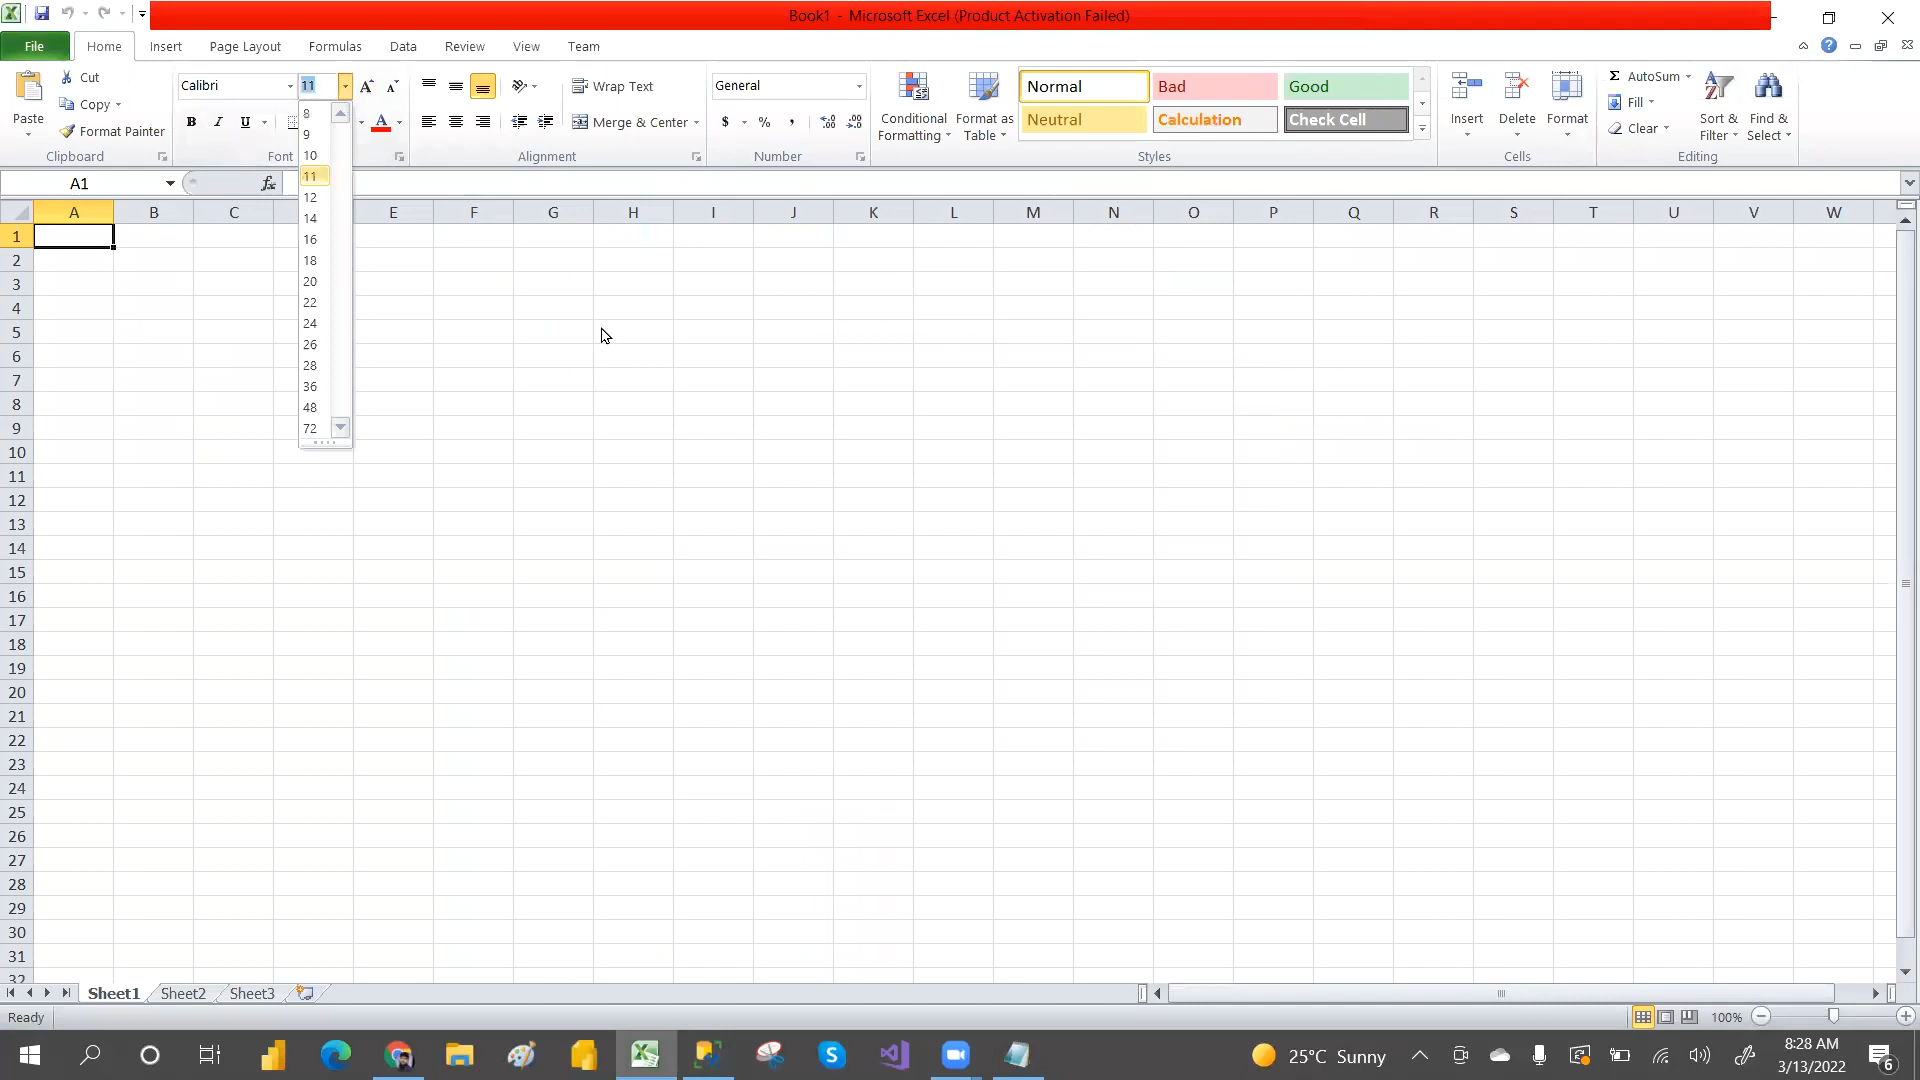 Book1 - Microsoft Excel (Product Activation Failed)
File Home Insert Page Layout Formulas Data Review View Team
Paste
Cut
Copy
Format Painter
Clipboard
Calibri 11
B I U
A
Font
8
9
10
11
12
14
16
18
20
22
24
26
28
36
48
72
Wrap Text
Merge & Center
Alignment
General
$ % ,
Number
Conditional Formatting
Format as Table
Normal Bad Good
Neutral Calculation Check Cell
Styles
Insert Delete Format
Cells
Σ AutoSum
Fill
Clear
Sort & Filter
Find & Select
Editing
A1
fx
A B C E F G H I J K L M N O P Q R S T U V W
1
2
3
4
5
6
7
8
9
10
11
12
13
14
15
16
17
18
19
20
21
22
23
24
25
26
27
28
29
30
31
32
Sheet1 Sheet2 Sheet3
Ready
100%
25°C Sunny
8:28 AM
3/13/2022
6